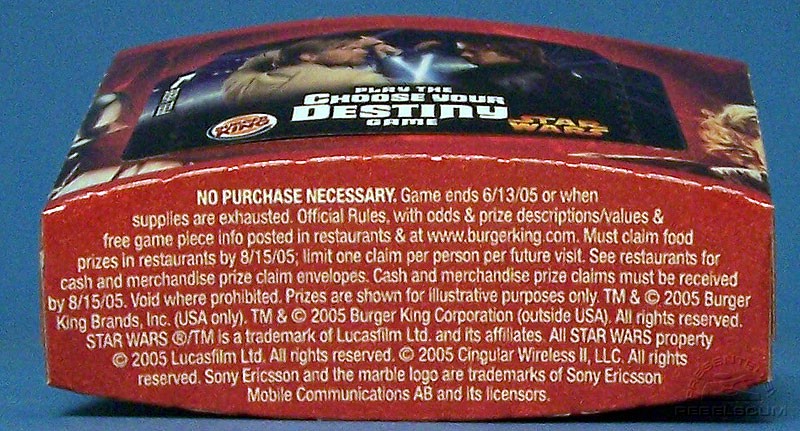 PLAY THE
CHOOSE YOUR
DESTINY
GAME
BURGER
KING
STAR
WARS
NO PURCHASE NECESSARY. Game ends 6/13/05 or when
supplies are exhausted. Official Rules, with odds & prize descriptions/values &
free game piece info posted in restaurants & at www.burgerking.com. Must claim food
prizes in restaurants by 8/15/05; limit one claim per person per future visit. See restaurants for
cash and merchandise prize claim envelopes. Cash and merchandise prize claims must be received
by 8/15/05. Void where prohibited. Prizes are shown for illustrative purposes only. TM & © 2005 Burger
King Brands, Inc. (USA only). TM & © 2005 Burger King Corporation (outside USA). All rights reserved.
STAR WARS ®/TM is a trademark of Lucasfilm Ltd. and its affiliates. All STAR WARS property
© 2005 Lucasfilm Ltd. All rights reserved. © 2005 Cingular Wireless II, LLC. All rights
reserved. Sony Ericsson and the marble logo are trademarks of Sony Ericsson
Mobile Communications AB and its licensors.
REBELSCUM